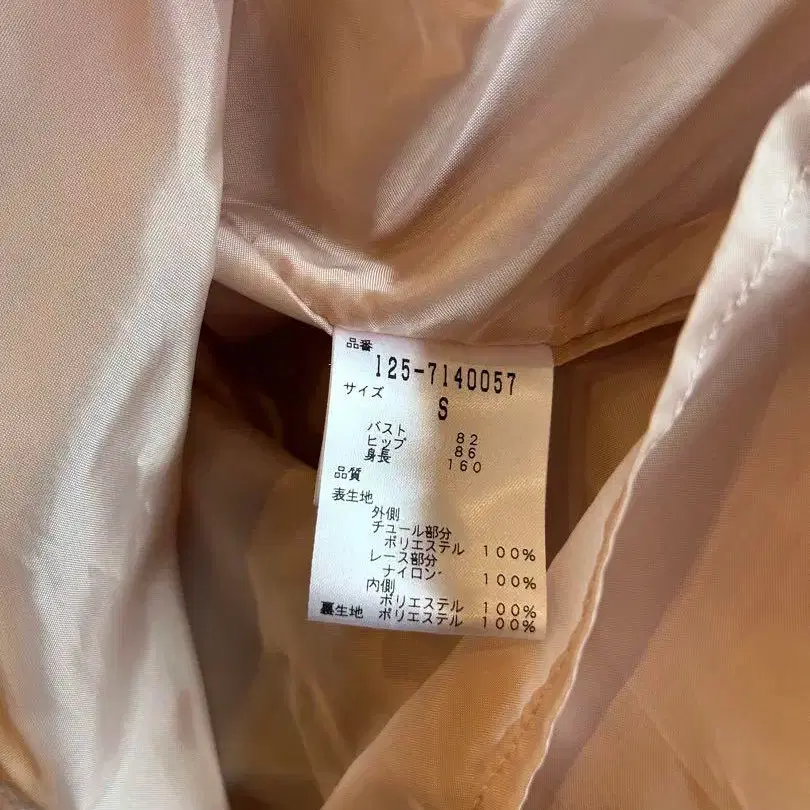 品番
125-7140057
サイズ
S
バスト 82
ヒップ 86
身長 160
品質
表生地
外側
チュール部分
ポリエステル 100%
レース部分
ナイロン 100%
内側
ポリエステル 100%
裏生地 ポリエステル 100%